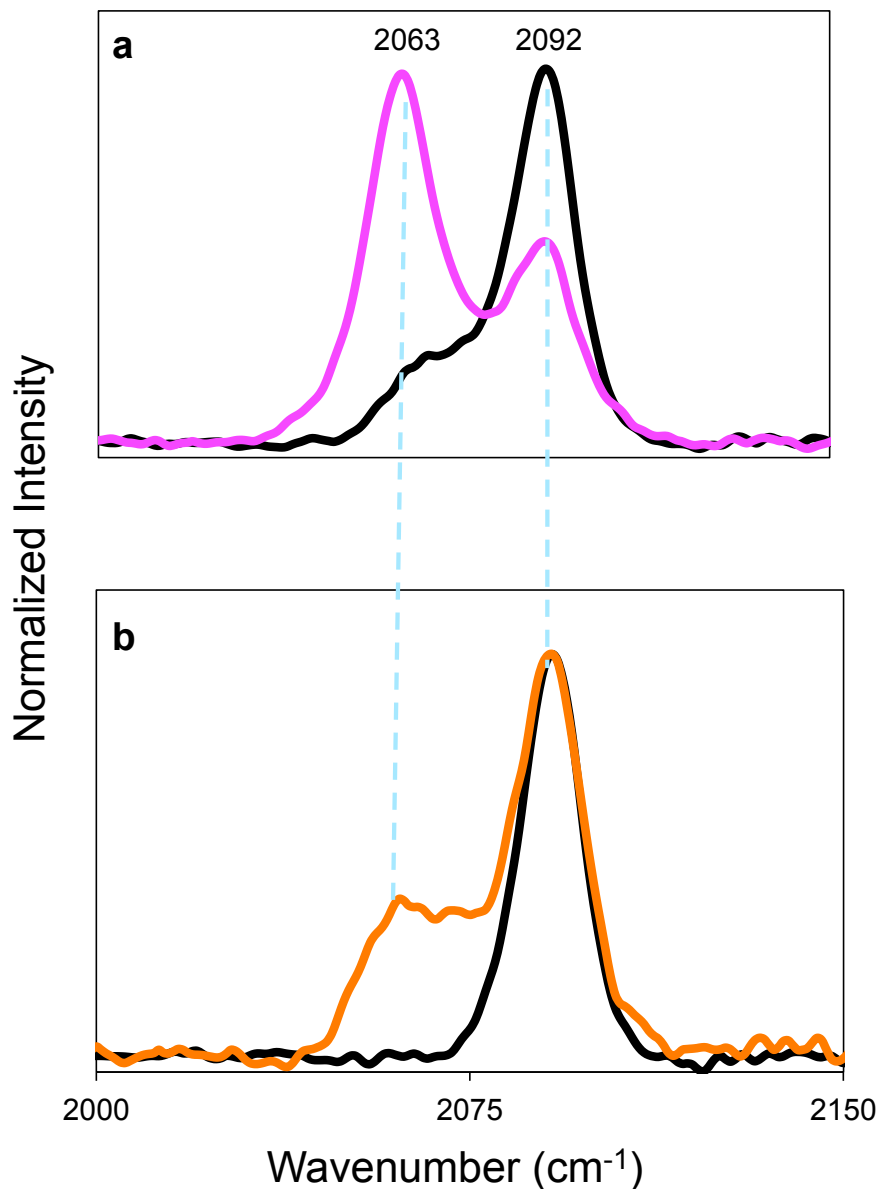 a
2063 2092
Normalized Intensity
b
2000 2075 2150
Wavenumber (cm-1)